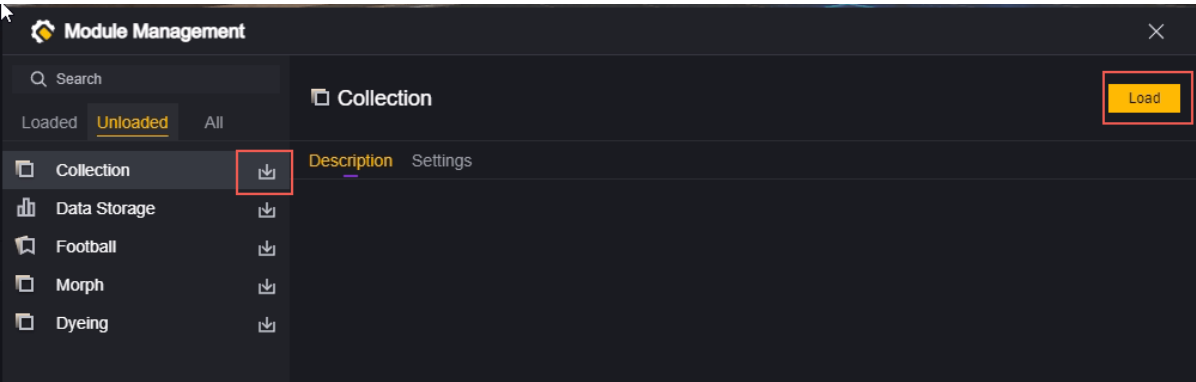 Module Management
Search
Loaded Unloaded All
Collection
Data Storage
Football
Morph
Dyeing
Collection
Load
Description Settings